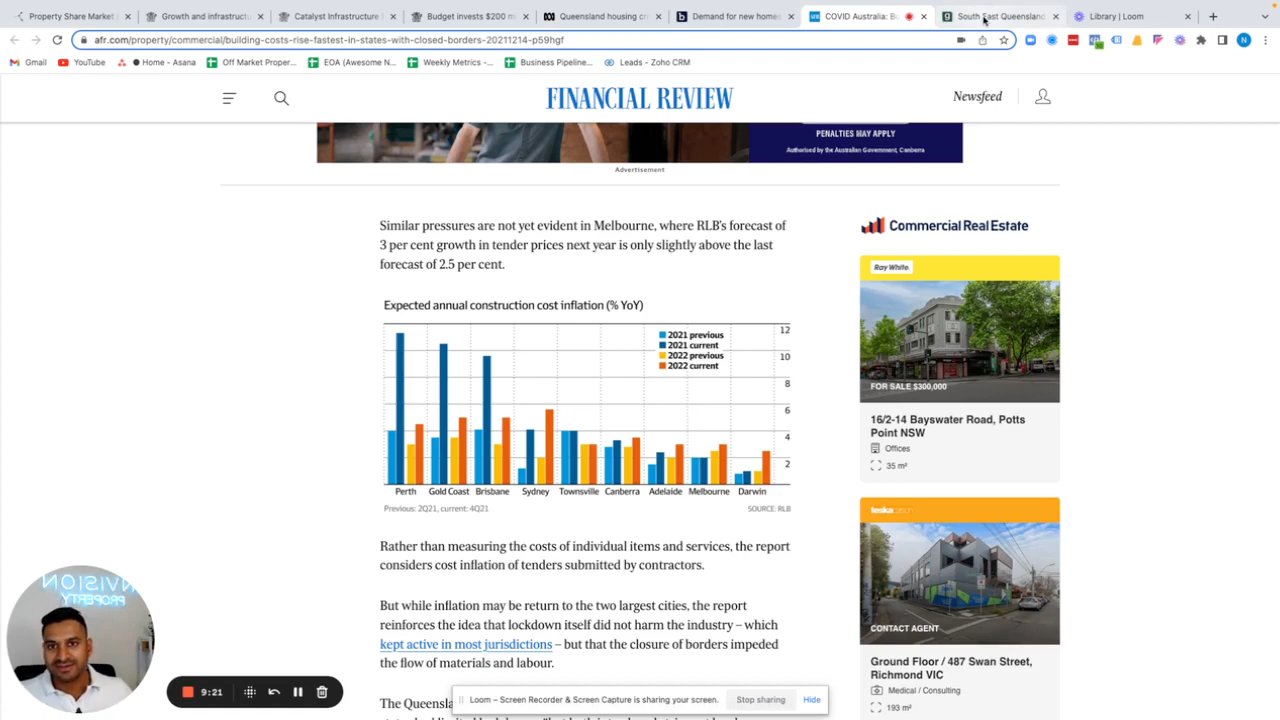 Property Share Market
Growth and infrastructu
Catalyst Infrastructure
Budget invests $200 m
Queensland housing cri
Demand for new home
COVID Australia: B
South East Queensland
Library | Loom
afr.com/property/commercial/building-costs-rise-fastest-in-states-with-closed-borders-20211214-p59hgf
Gmail
YouTube
Home - Asana
Off Market Proper...
EOA (Awesome N...
Weekly Metrics -...
Business Pipeline...
Leads - Zoho CRM
FINANCIAL REVIEW
Newsfeed
PENALTIES MAY APPLY
Authorised by the Australian Government, Canberra
Advertisement
Similar pressures are not yet evident in Melbourne, where RLB's forecast of
3 per cent growth in tender prices next year is only slightly above the last
forecast of 2.5 per cent.
Commercial Real Estate
Ray White.
FOR SALE $300,000
16/2-14 Bayswater Road, Potts
Point NSW
Offices
35 m²
Expected annual construction cost inflation (% YoY)
2021 previous
2021 current
2022 previous
2022 current
12
10
8
6
4
2
Perth Gold Coast Brisbane Sydney Townsville Canberra Adelaide Melbourne Darwin
Previous: 2Q21, current: 4Q21
SOURCE: RLB
teska carson
CONTACT AGENT
Ground Floor / 487 Swan Street,
Richmond VIC
Medical / Consulting
193 m²
Rather than measuring the costs of individual items and services, the report
considers cost inflation of tenders submitted by contractors.
But while inflation may be return to the two largest cities, the report
reinforces the idea that lockdown itself did not harm the industry – which
kept active in most jurisdictions – but that the closure of borders impeded
the flow of materials and labour.
The Queensla
NVISION
PROPERTY
9:21
Loom – Screen Recorder & Screen Capture is sharing your screen.
Stop sharing
Hide
N